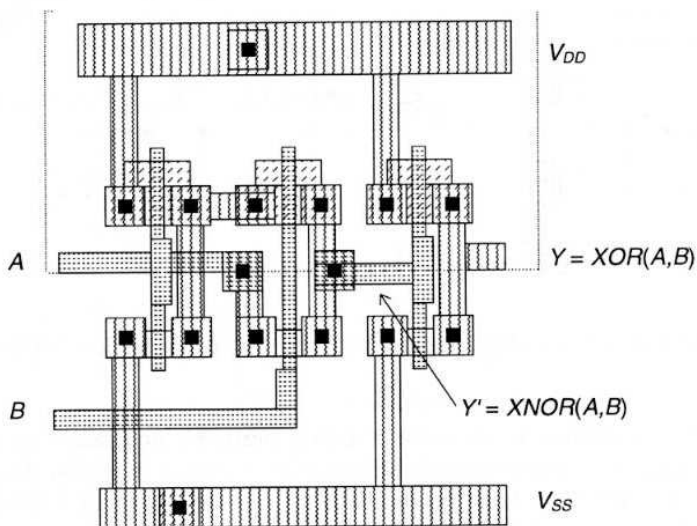 VDD
A
Y = XOR(A,B)
Y' = XNOR(A,B)
B
VSS